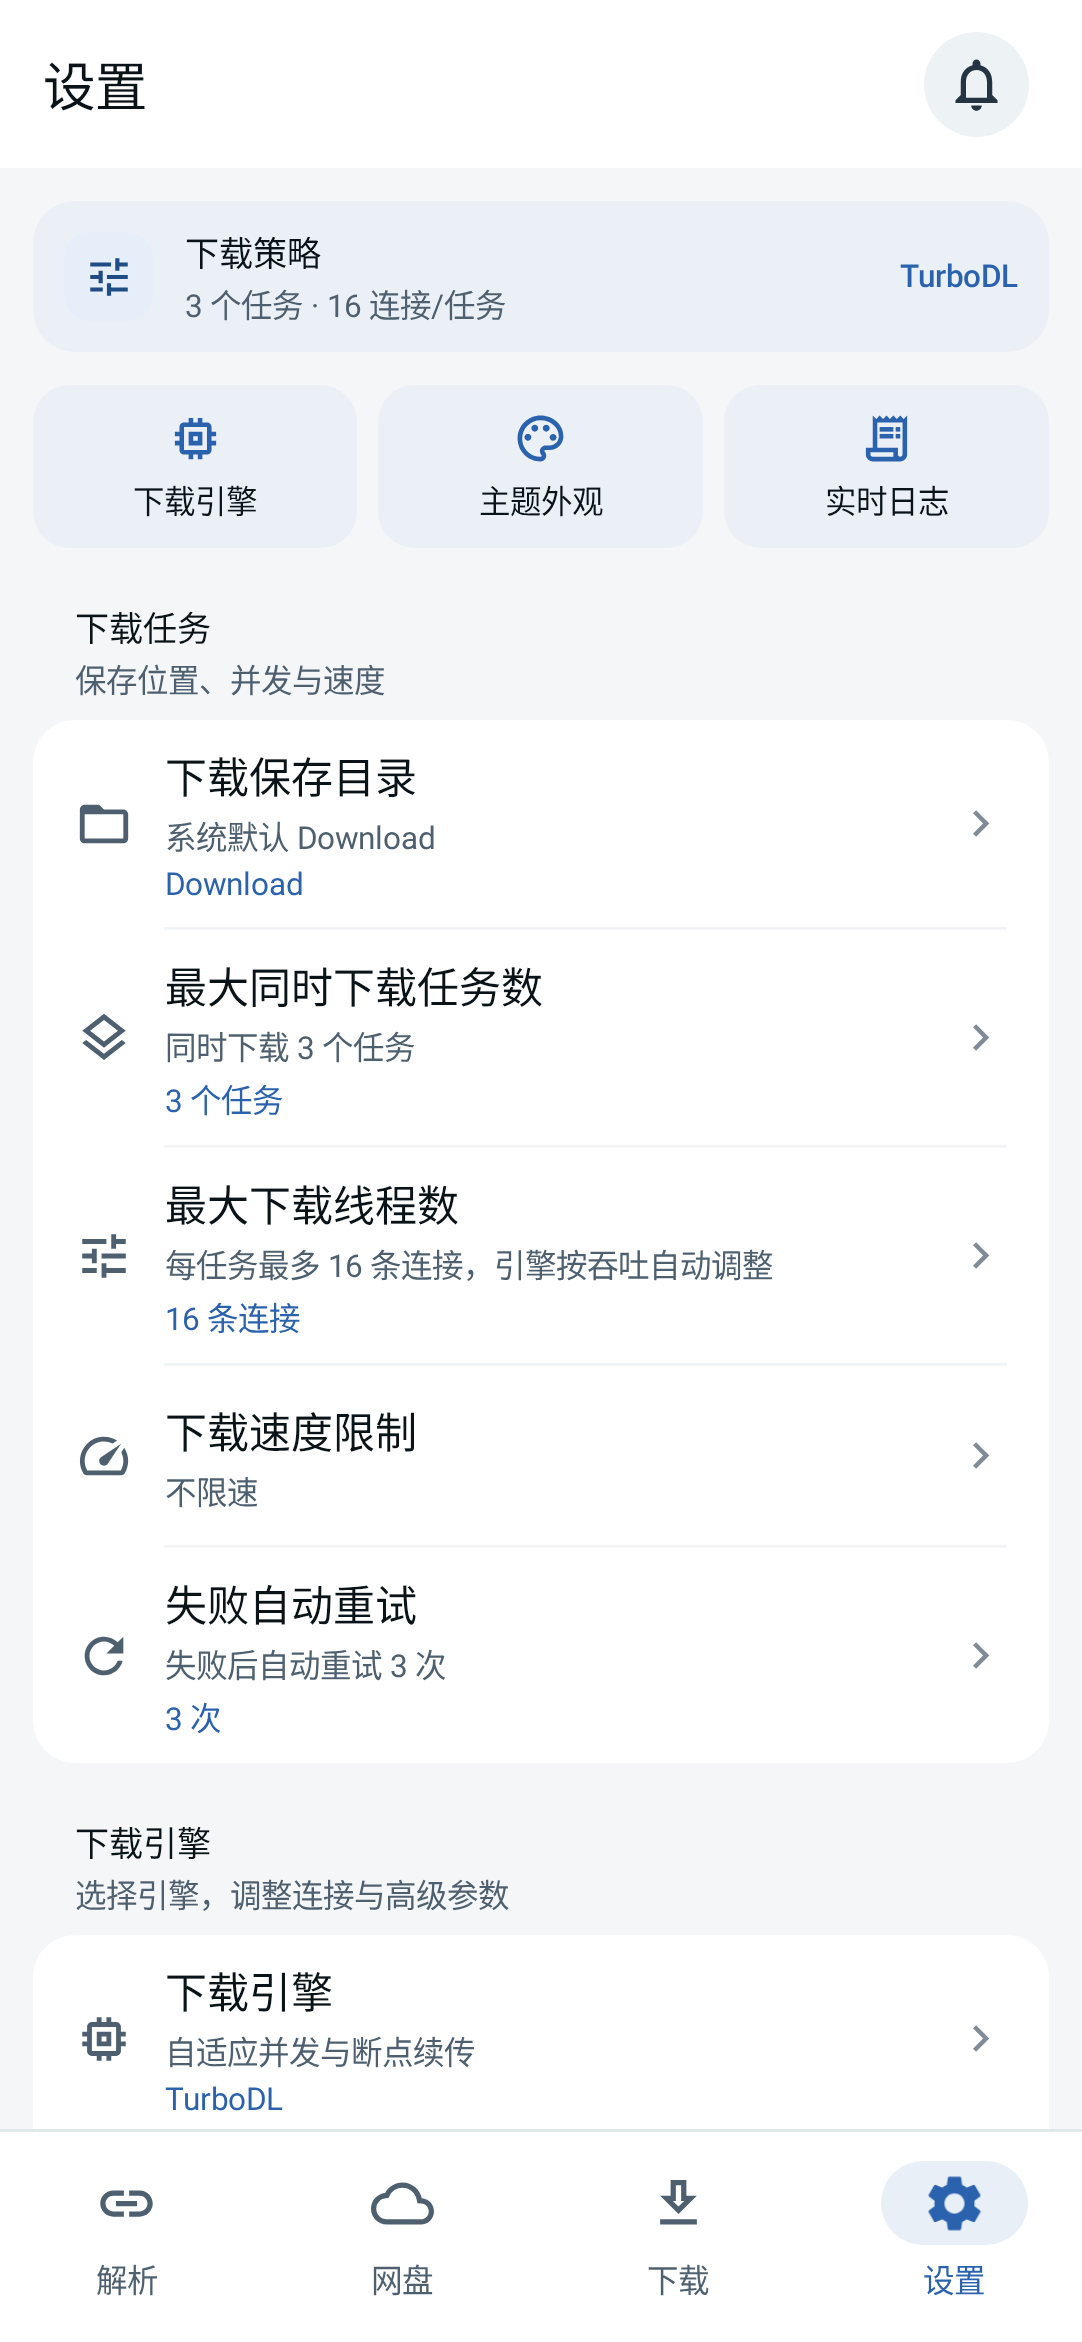 设置
下载策略
3 个任务 · 16 连接/任务
TurboDL
下载引擎
主题外观
实时日志
下载任务
保存位置、并发与速度
下载保存目录
系统默认 Download
Download
最大同时下载任务数
同时下载 3 个任务
3 个任务
最大下载线程数
每任务最多 16 条连接，引擎按吞吐自动调整
16 条连接
下载速度限制
不限速
失败自动重试
失败后自动重试 3 次
3 次
下载引擎
选择引擎，调整连接与高级参数
下载引擎
自适应并发与断点续传
TurboDL
解析
网盘
下载
设置